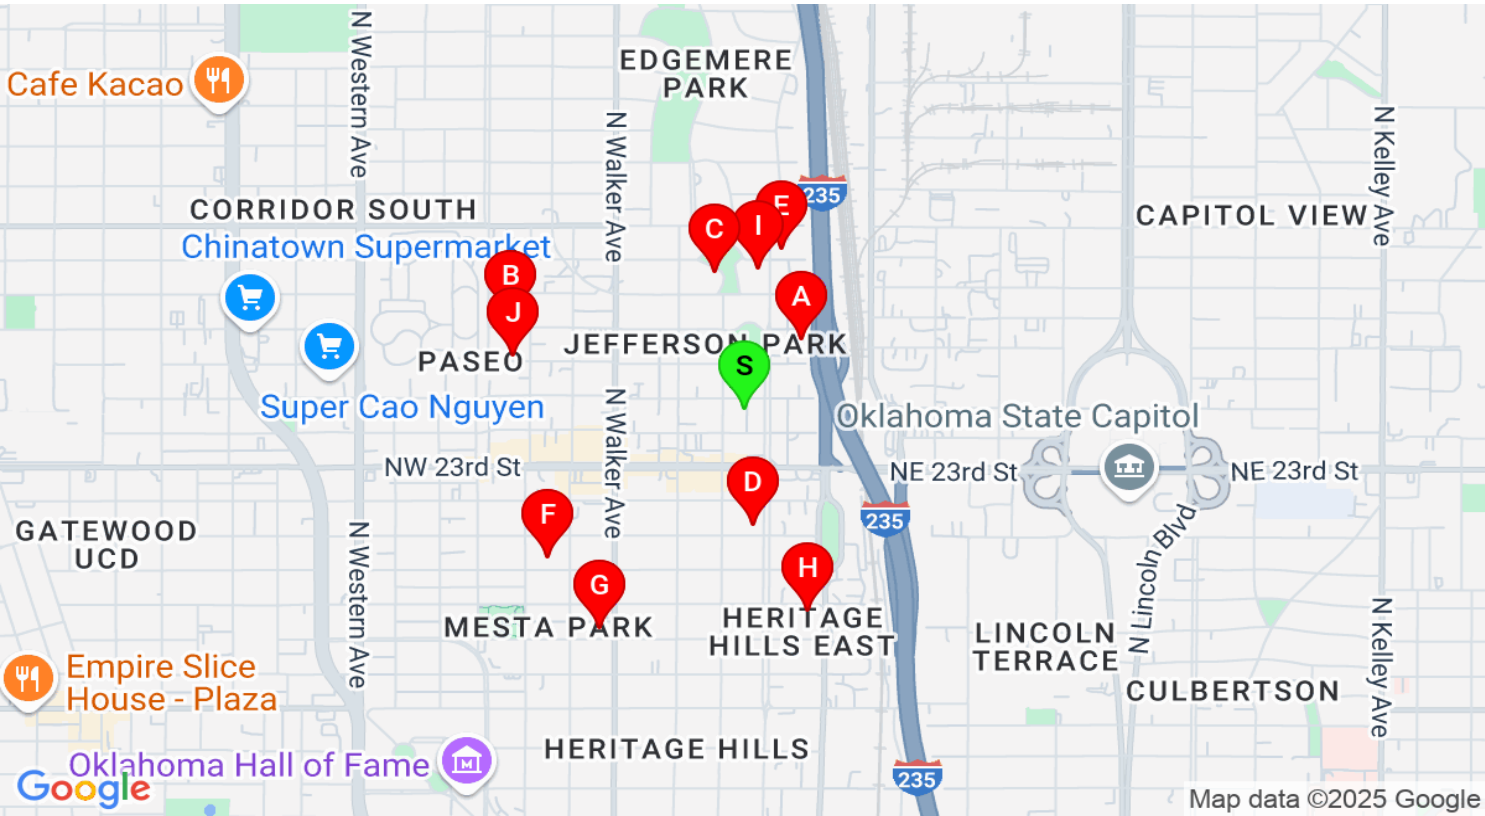 N Western Ave
EDGEMERE
PARK
Cafe Kacao
N Walker Ave
N Kelley Ave
235
E
CORRIDOR SOUTH
C
I
CAPITOL VIEW
Chinatown Supermarket
B
A
J
JEFFERSON PARK
PASEO
S
Super Cao Nguyen
N Walker Ave
Oklahoma State Capitol
NW 23rd St
NE 23rd St
NE 23rd St
D
F
235
GATEWOOD
UCD
N Western Ave
N Lincoln Blvd
H
G
HERITAGE
HILLS EAST
MESTA PARK
LINCOLN
TERRACE
N Kelley Ave
Empire Slice
House - Plaza
CULBERTSON
HERITAGE HILLS
Oklahoma Hall of Fame
M
235
Google
Map data ©2025 Google